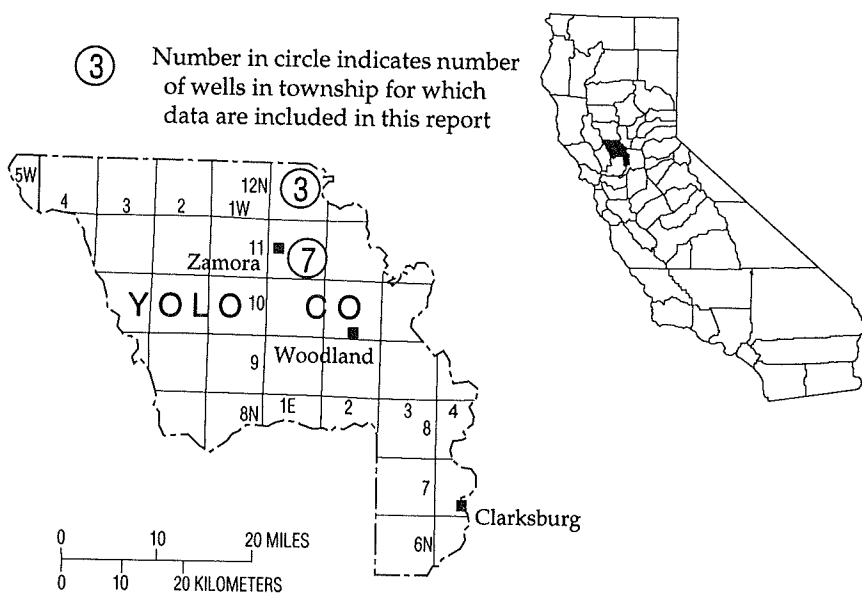 3 Number in circle indicates number
of wells in township for which
data are included in this report
5W
4 3 2 1W 12N 3
11 7
Zamora
YOLO 10 CO
Woodland
9
8N 1E 2 3 4
8
7
Clarksburg
6N
0 10 20 MILES
0 10 20 KILOMETERS